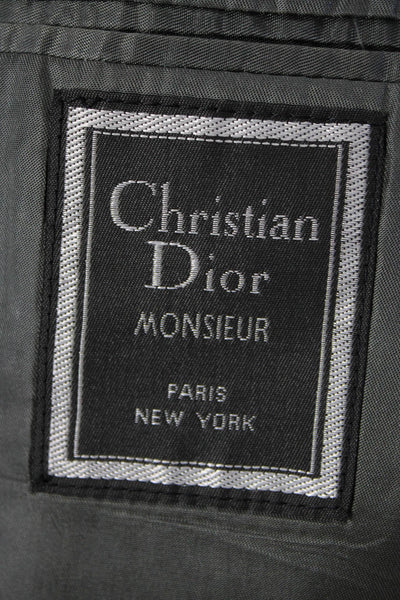 Christian
Dior
MONSIEUR
PARIS
NEW YORK